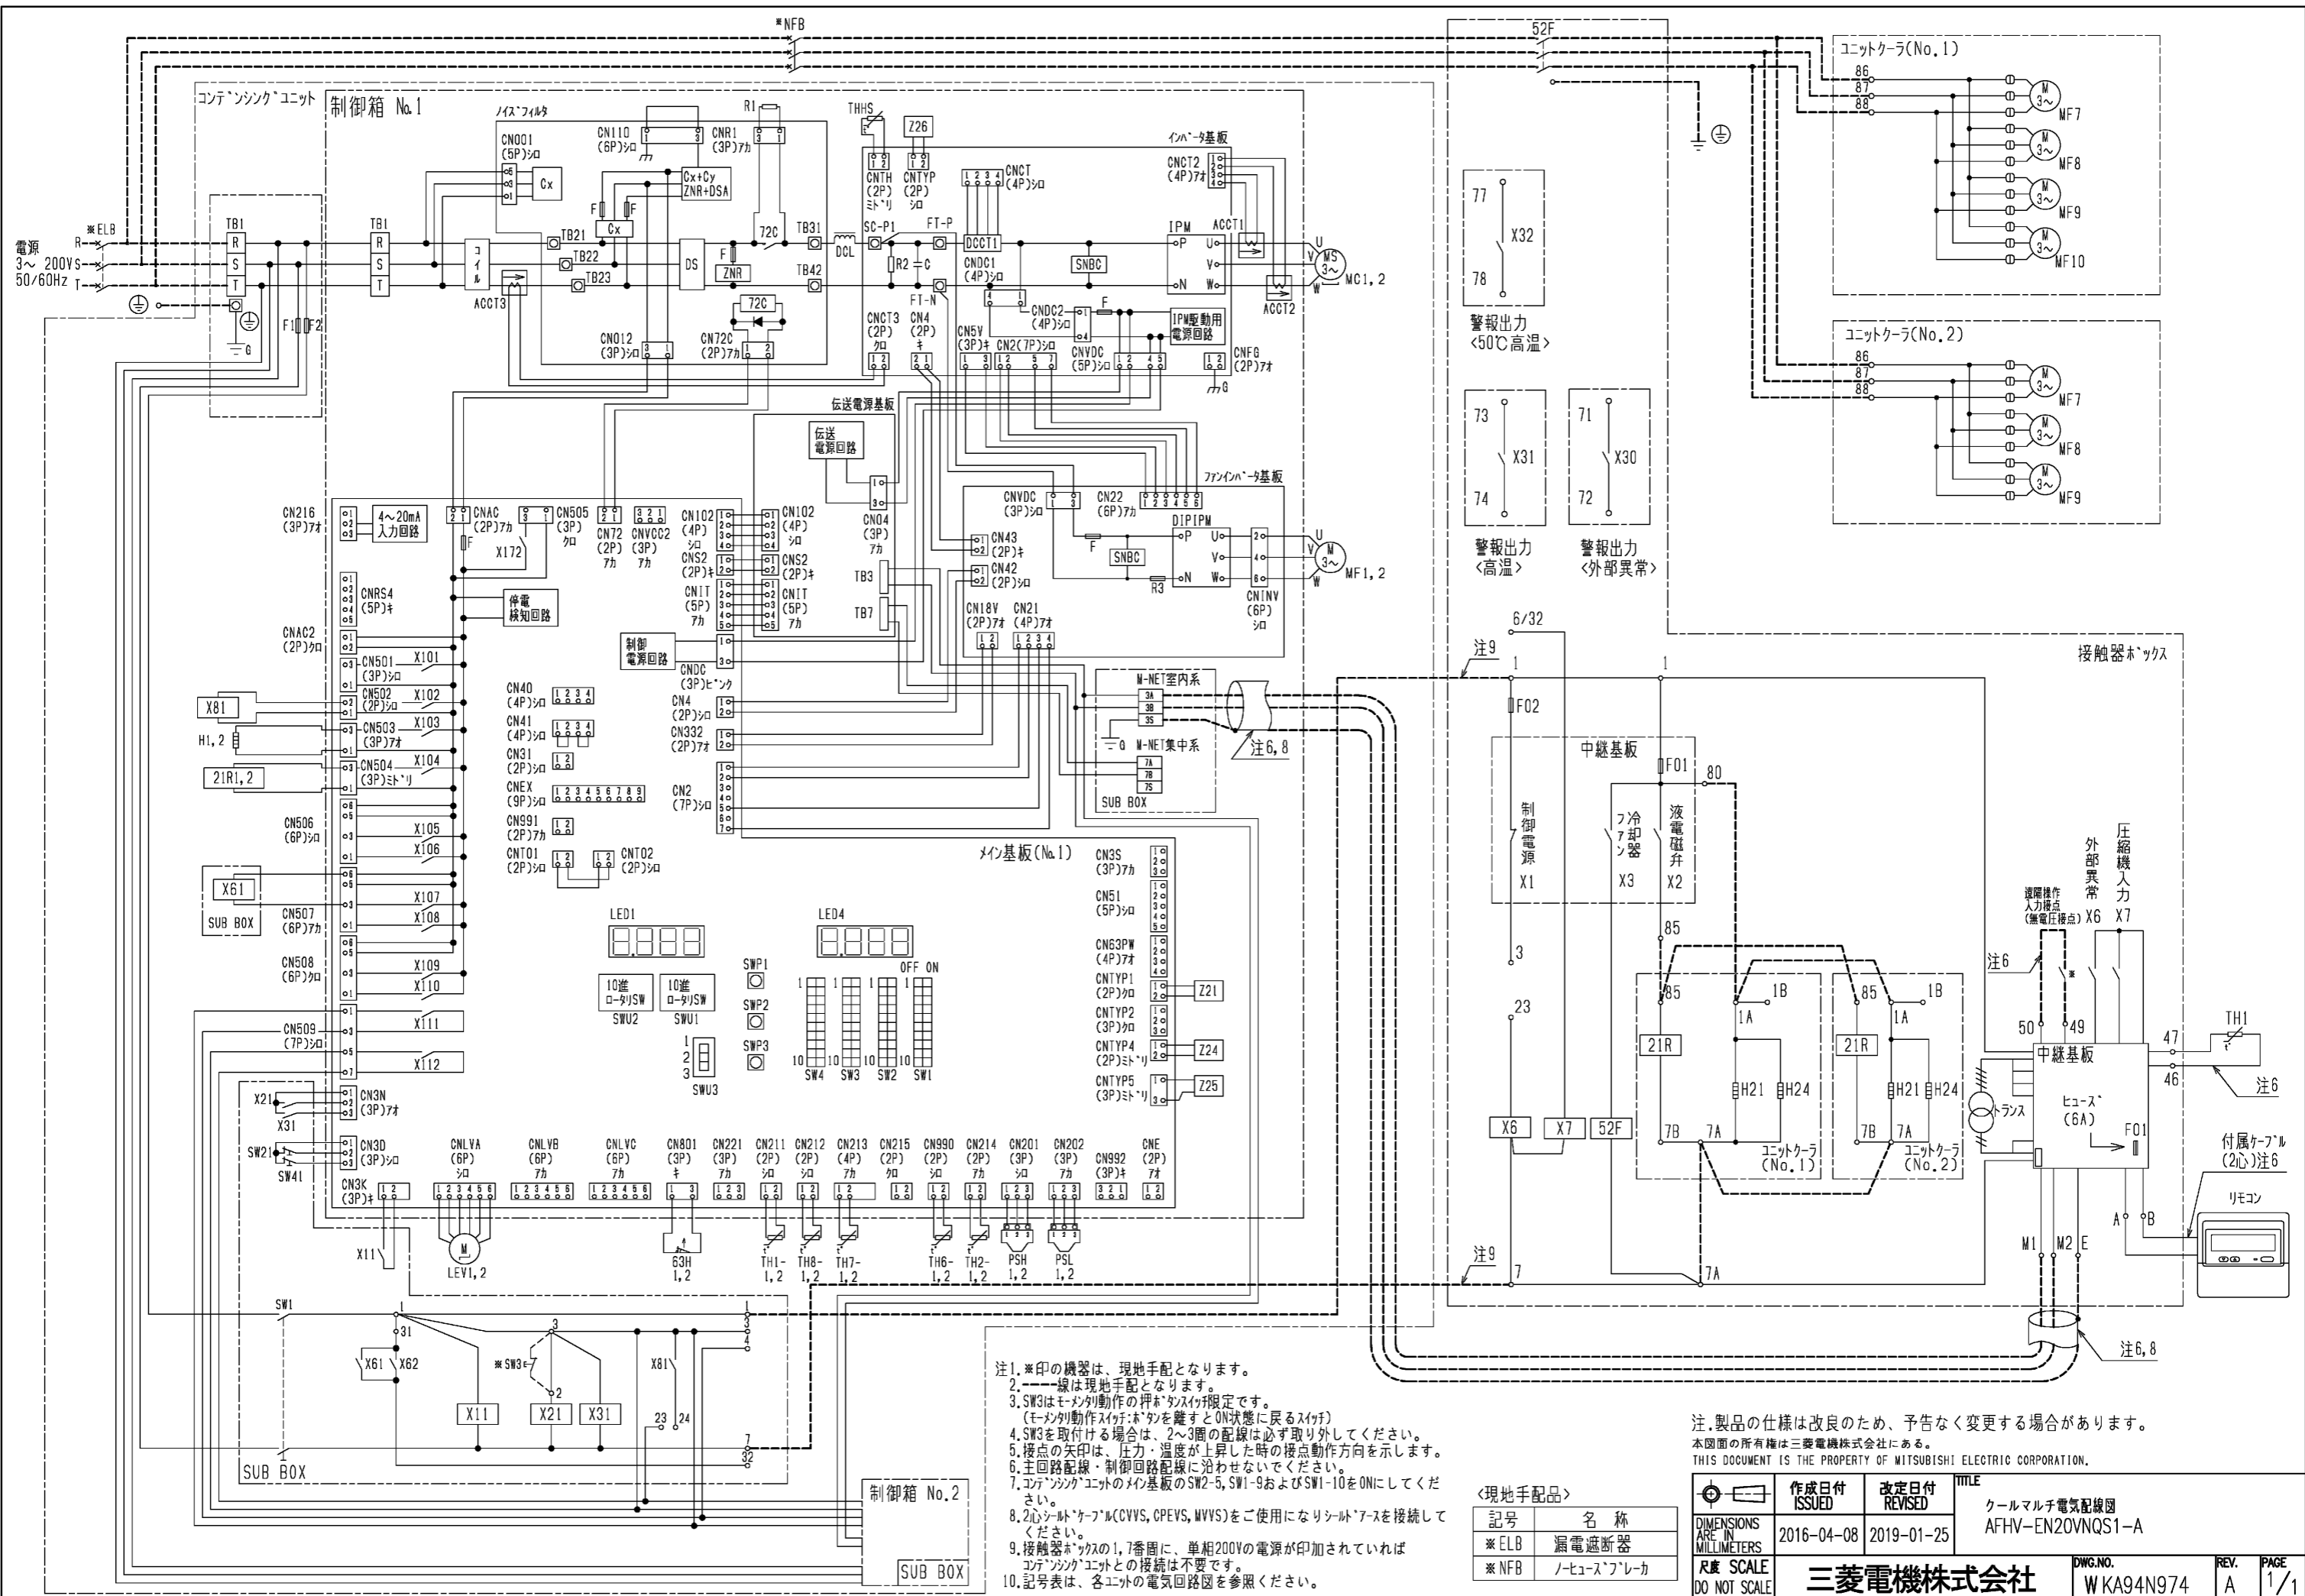 ※NFB
52F
ユニットクーラ(No.1)
86
87
88
M
3~
MF7
M
3~
MF8
M
3~
MF9
M
3~
MF10
ユニットクーラ(No.2)
86
87
88
M
3~
MF7
M
3~
MF8
M
3~
MF9
コンデンシングユニット
制御箱 No.1
ノイズフィルタ
CN001
(5P)シロ
Cx
CN110
(6P)シロ
CNR1
(3P)アカ
R1
Cx+Cy
ZNR+DSA
F
F
Cx
THHS
Z26
CNTH
(2P)
ミドリ
CNTYP
(2P)
シロ
CNCT
(4P)シロ
インバータ基板
CNCT2
(4P)アオ
※ELB
電源
3~ 200V
50/60Hz
R
S
T
TB1
R
S
T
TB1
R
S
T
コイル
ACCT3
TB21
TB22
TB23
DS
F
ZNR
72C
TB31
TB42
DCL
SC-P1
FT-P
R2
C
FT-N
DCCT1
CNDC1
(4P)シロ
SNBC
IPM
P
N
U
V
W
ACCT1
ACCT2
U
V
W
MS
3~
MC1,2
F1
F2
G
CN012
(3P)シロ
72C
CN72C
(2P)アカ
CNCT3
(2P)
クロ
CN4
(2P)
キ
CN5V
(3P)キ
CN2(7P)シロ
CNDC2
(4P)シロ
F
IPM駆動用
電源回路
CNVDC
(5P)シロ
CNFG
(2P)アオ
G
伝送電源基板
伝送
電源回路
CN04
(3P)
アカ
ファンインバータ基板
CNVDC
(3P)シロ
CN22
(6P)アカ
DIPIPM
P
N
U
V
W
F
SNBC
R3
CNINV
(6P)
シロ
U
V
W
M
3~
MF1,2
CN43
(2P)キ
CN42
(2P)シロ
CN18V
(2P)アオ
CN21
(4P)アオ
TB3
TB7
CN216
(3P)アオ
4~20mA
入力回路
CNAC
(2P)アカ
F
X172
CN505
(3P)
クロ
CN72
(2P)
アカ
CNVCC2
(3P)
アカ
CN102
(4P)
シロ
CN102
(4P)
シロ
CNS2
(2P)キ
CNS2
(2P)キ
CNIT
(5P)
アカ
CNIT
(5P)
アカ
CNRS4
(5P)キ
停電
検知回路
制御
電源回路
CNDC
(3P)ピンク
CNAC2
(2P)クロ
CN501
(3P)シロ
X101
CN502
(2P)シロ
X102
X81
CN503
(3P)アオ
X103
H1,2
CN504
(3P)ミドリ
X104
21R1,2
CN506
(6P)シロ
X105
X106
X61
SUB BOX
CN507
(6P)アカ
X107
X108
CN508
(6P)クロ
X109
X110
CN509
(7P)シロ
X111
X112
CN40
(4P)シロ
CN41
(4P)シロ
CN31
(2P)シロ
CNEX
(9P)シロ
CN991
(2P)アカ
CNT01
(2P)シロ
CNT02
(2P)シロ
CN4
(2P)シロ
CN332
(2P)アオ
CN2
(7P)シロ
M-NET室内系
3A
3B
3S
G
M-NET集中系
7A
7B
7S
SUB BOX
注6,8
メイン基板(No.1)
LED1
LED4
10進
ロータリSW
SWU2
10進
ロータリSW
SWU1
SWP1
SWP2
SWP3
SWU3
1
2
3
OFF ON
1
10
SW4
1
10
SW3
1
10
SW2
1
10
SW1
CN3S
(3P)アカ
CN51
(5P)シロ
CN63PW
(4P)アオ
CNTYP1
(2P)クロ
Z21
CNTYP2
(3P)クロ
CNTYP4
(2P)ミドリ
Z24
CNTYP5
(3P)ミドリ
Z25
X21
X31
CN3N
(3P)アオ
SW21
SW41
CN3D
(3P)シロ
CN3K
(3P)キ
X11
CNLVA
(6P)
シロ
M
LEV1,2
CNLVB
(6P)
アカ
CNLVC
(6P)
アカ
CN801
(3P)
キ
63H
1,2
CN221
(3P)
アカ
CN211
(2P)
シロ
TH1-
1,2
CN212
(2P)
シロ
TH8-
1,2
CN213
(4P)
アカ
TH7-
1,2
CN215
(2P)
クロ
CN990
(2P)
シロ
TH6-
1,2
CN214
(2P)
アカ
TH2-
1,2
CN201
(3P)
シロ
PSH
1,2
CN202
(3P)
アカ
PSL
1,2
CN992
(3P)キ
CNE
(2P)
アオ
SW1
1
31
X61
X62
X11
3
※SW3
2
X21
X31
X81
23
24
1
3
4
7
32
SUB BOX
制御箱 No.2
SUB BOX
77
X32
78
警報出力
<50℃高温>
73
X31
74
警報出力
<高温>
71
X30
72
警報出力
<外部異常>
接触器ボックス
6/32
注9
1
1
F02
中継基板
F01
80
制御電源
X1
冷却器ファン
X3
液電磁弁
X2
3
23
X6
X7
52F
85
85
1A
1B
21R
H21
H24
7B
7A
ユニットクーラ
(No.1)
85
1A
1B
21R
H21
H24
7B
7A
ユニットクーラ
(No.2)
7
7A
注9
遠隔操作
入力接点
(無電圧接点)
外部異常
X6
圧縮機入力
X7
注6
※
50
49
中継基板
ヒューズ
(6A)
F01
トランス
47
46
TH1
注6
付属ケーブル
(2心)注6
リモコン
A
B
M1
M2
E
注6,8
注1.※印の機器は、現地手配となります。
2.----線は現地手配となります。
3.SW3はモーメンタリ動作の押ボタンスイッチ限定です。
(モーメンタリ動作スイッチ:ボタンを離すとON状態に戻るスイッチ)
4.SW3を取付ける場合は、2~3間の配線は必ず取り外してください。
5.接点の矢印は、圧力・温度が上昇した時の接点動作方向を示します。
6.主回路配線・制御回路配線に沿わせないでください。
7.コンデンシングユニットのメイン基板のSW2-5,SW1-9およびSW1-10をONにしてくだ
さい。
8.2心シールドケーブル(CVVS,CPEVS,MVVS)をご使用になりシールドアースを接続して
ください。
9.接触器ボックスの1,7番間に、単相200Vの電源が印加されていれば
コンデンシングユニットとの接続は不要です。
10.記号表は、各ユニットの電気回路図を参照ください。
<現地手配品>
記号 名 称
※ELB 漏電遮断器
※NFB ノーヒューズブレーカ
注.製品の仕様は改良のため、予告なく変更する場合があります。
本図面の所有権は三菱電機株式会社にある。
THIS DOCUMENT IS THE PROPERTY OF MITSUBISHI ELECTRIC CORPORATION.
作成日付
ISSUED
改定日付
REVISED
TITLE
クールマルチ電気配線図
AFHV-EN20VNQS1-A
DIMENSIONS
ARE IN
MILLIMETERS
2016-04-08
2019-01-25
尺度 SCALE
DO NOT SCALE
三菱電機株式会社
DWG.NO.
WKA94N974
REV.
A
PAGE
1/1